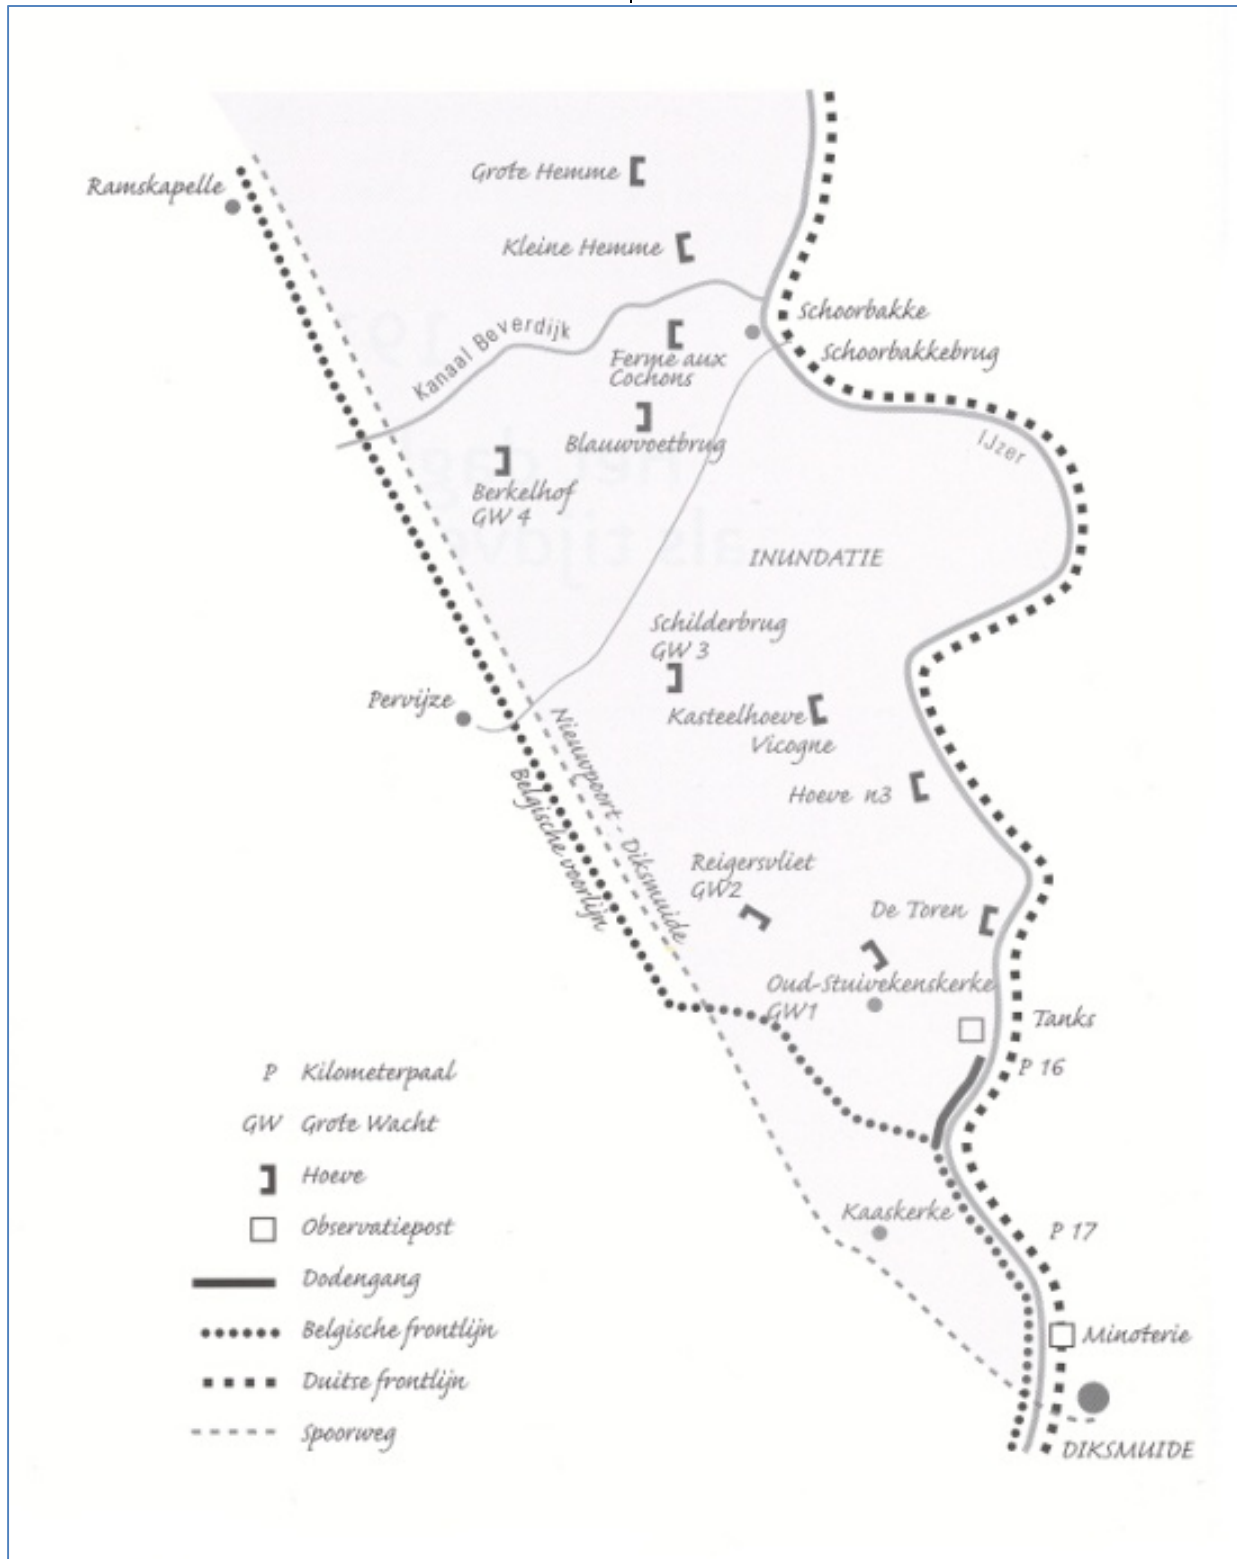 Grote Hemme
Ramskapelle
Kleine Hemme
Schoorbakke
Kanaal Beverdijk
Schoorbakkebrug
Ferme aux
Cochons
Blauwvoetbrug
IJzer
Berkelhof
GW 4
INUNDATIE
Schilderbrug
GW 3
Pervijze
Kasteelhoeve
Vicogne
Nieuwpoort - Diksmuide
Belgische voorlijn
Hoeve n3
Reigersvliet
GW2
De Toren
Oud-Stuivekenskerke
GW1
Tanks
P 16
P Kilometerpaal
GW Grote Wacht
Hoeve
Observatiepost
Kaaskerke
P 17
Dodengang
Belgische frontlijn
Minoterie
Duitse frontlijn
Spoorweg
DIKSMUIDE